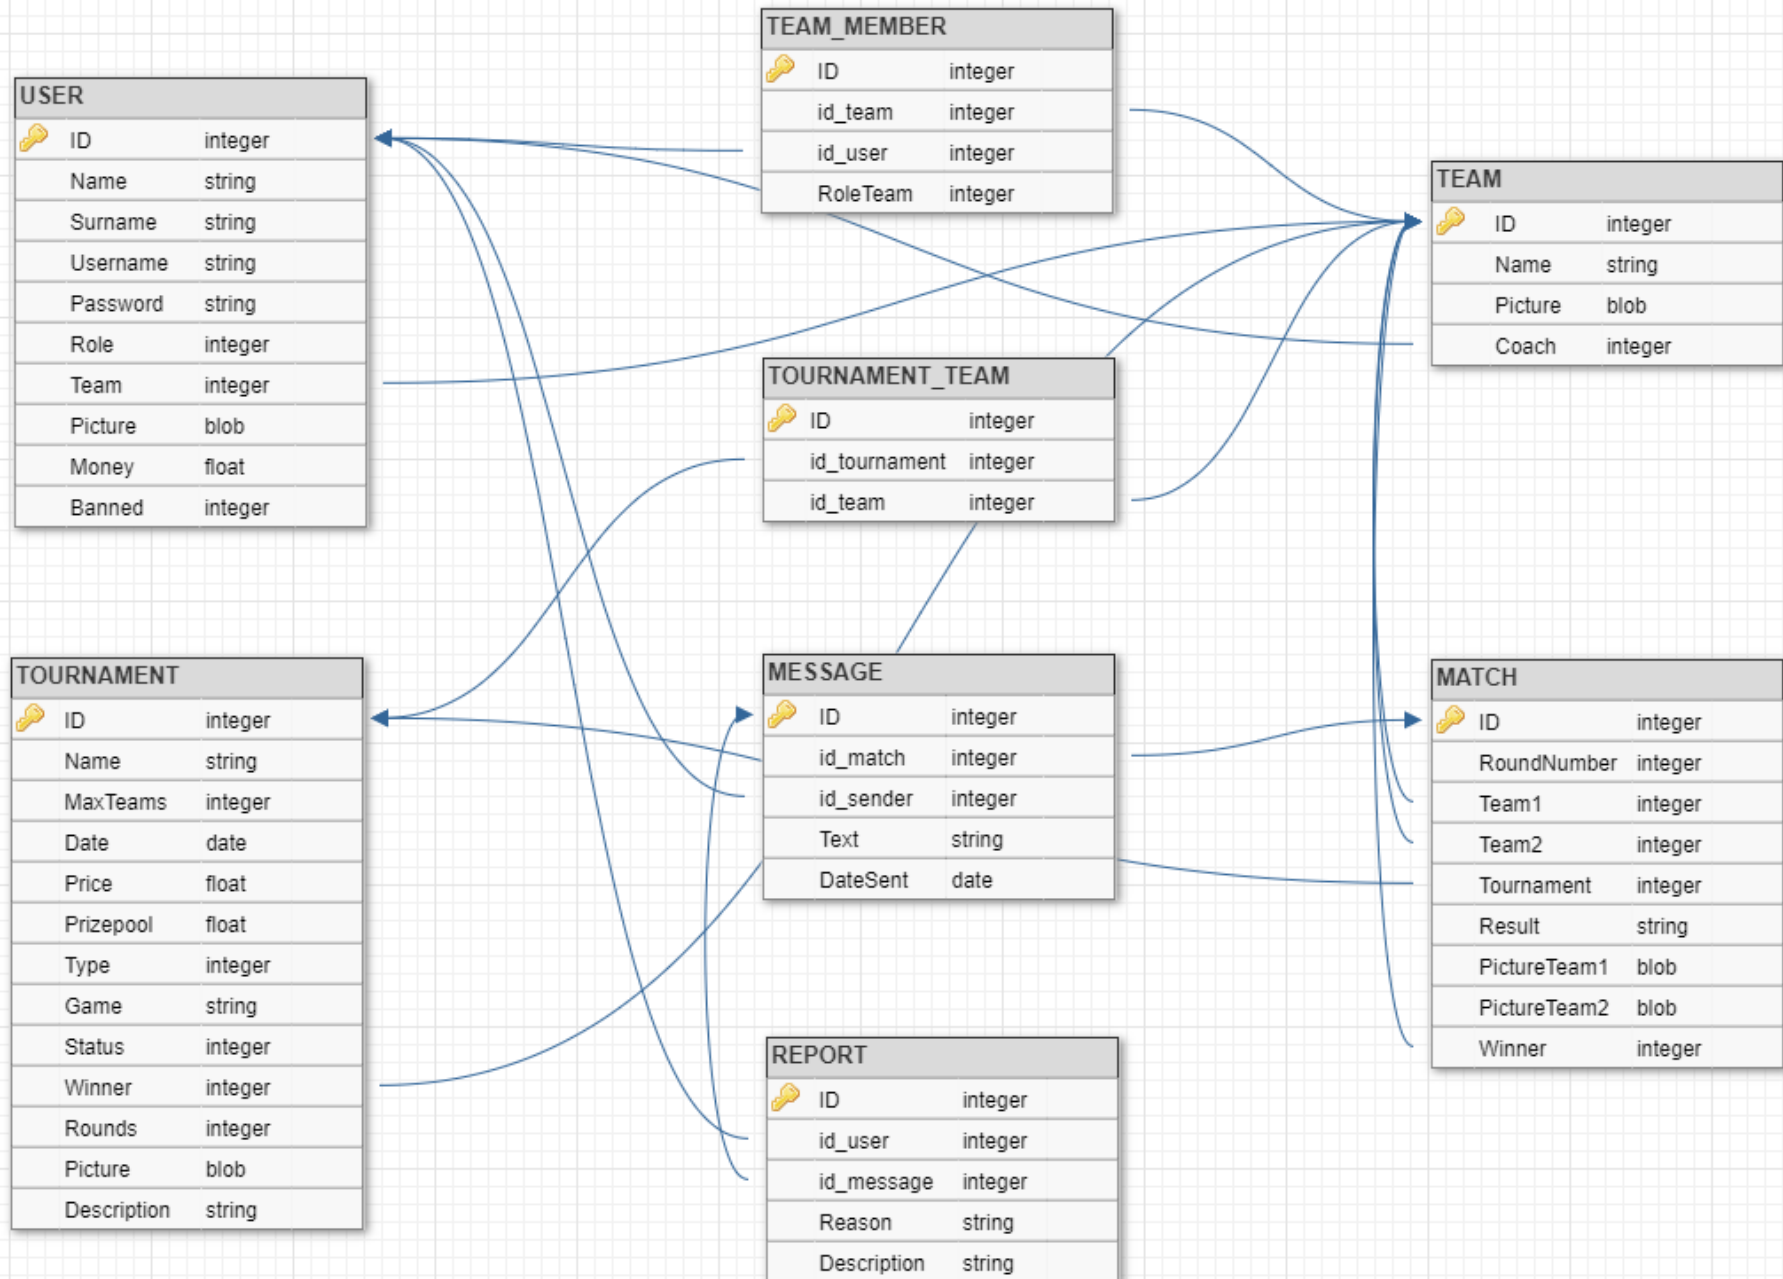 TEAM_MEMBER
ID integer
id_team integer
id_user integer
RoleTeam integer
USER
ID integer
Name string
Surname string
Username string
Password string
Role integer
Team integer
Picture blob
Money float
Banned integer
TEAM
ID integer
Name string
Picture blob
Coach integer
TOURNAMENT_TEAM
ID integer
id_tournament integer
id_team integer
TOURNAMENT
ID integer
Name string
MaxTeams integer
Date date
Price float
Prizepool float
Type integer
Game string
Status integer
Winner integer
Rounds integer
Picture blob
Description string
MESSAGE
ID integer
id_match integer
id_sender integer
Text string
DateSent date
MATCH
ID integer
RoundNumber integer
Team1 integer
Team2 integer
Tournament integer
Result string
PictureTeam1 blob
PictureTeam2 blob
Winner integer
REPORT
ID integer
id_user integer
id_message integer
Reason string
Description string